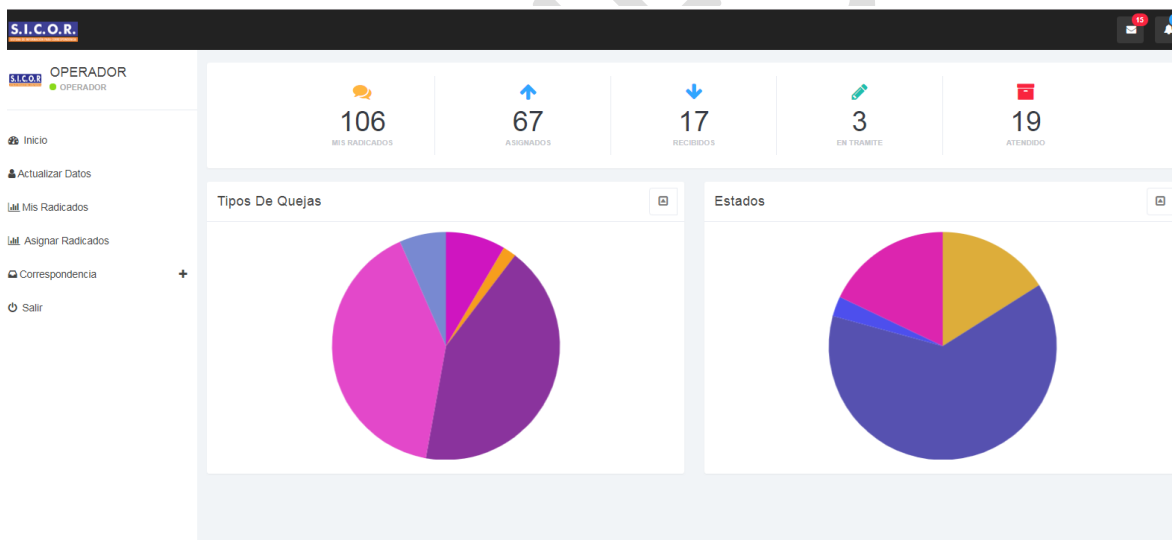 S.I.C.O.R.
15
S.I.C.O.R
OPERADOR
OPERADOR
Inicio
Actualizar Datos
Mis Radicados
Asignar Radicados
Correspondencia
Salir
106
MIS RADICADOS
67
ASIGNADOS
17
RECIBIDOS
3
EN TRAMITE
19
ATENDIDO
Tipos De Quejas
Estados